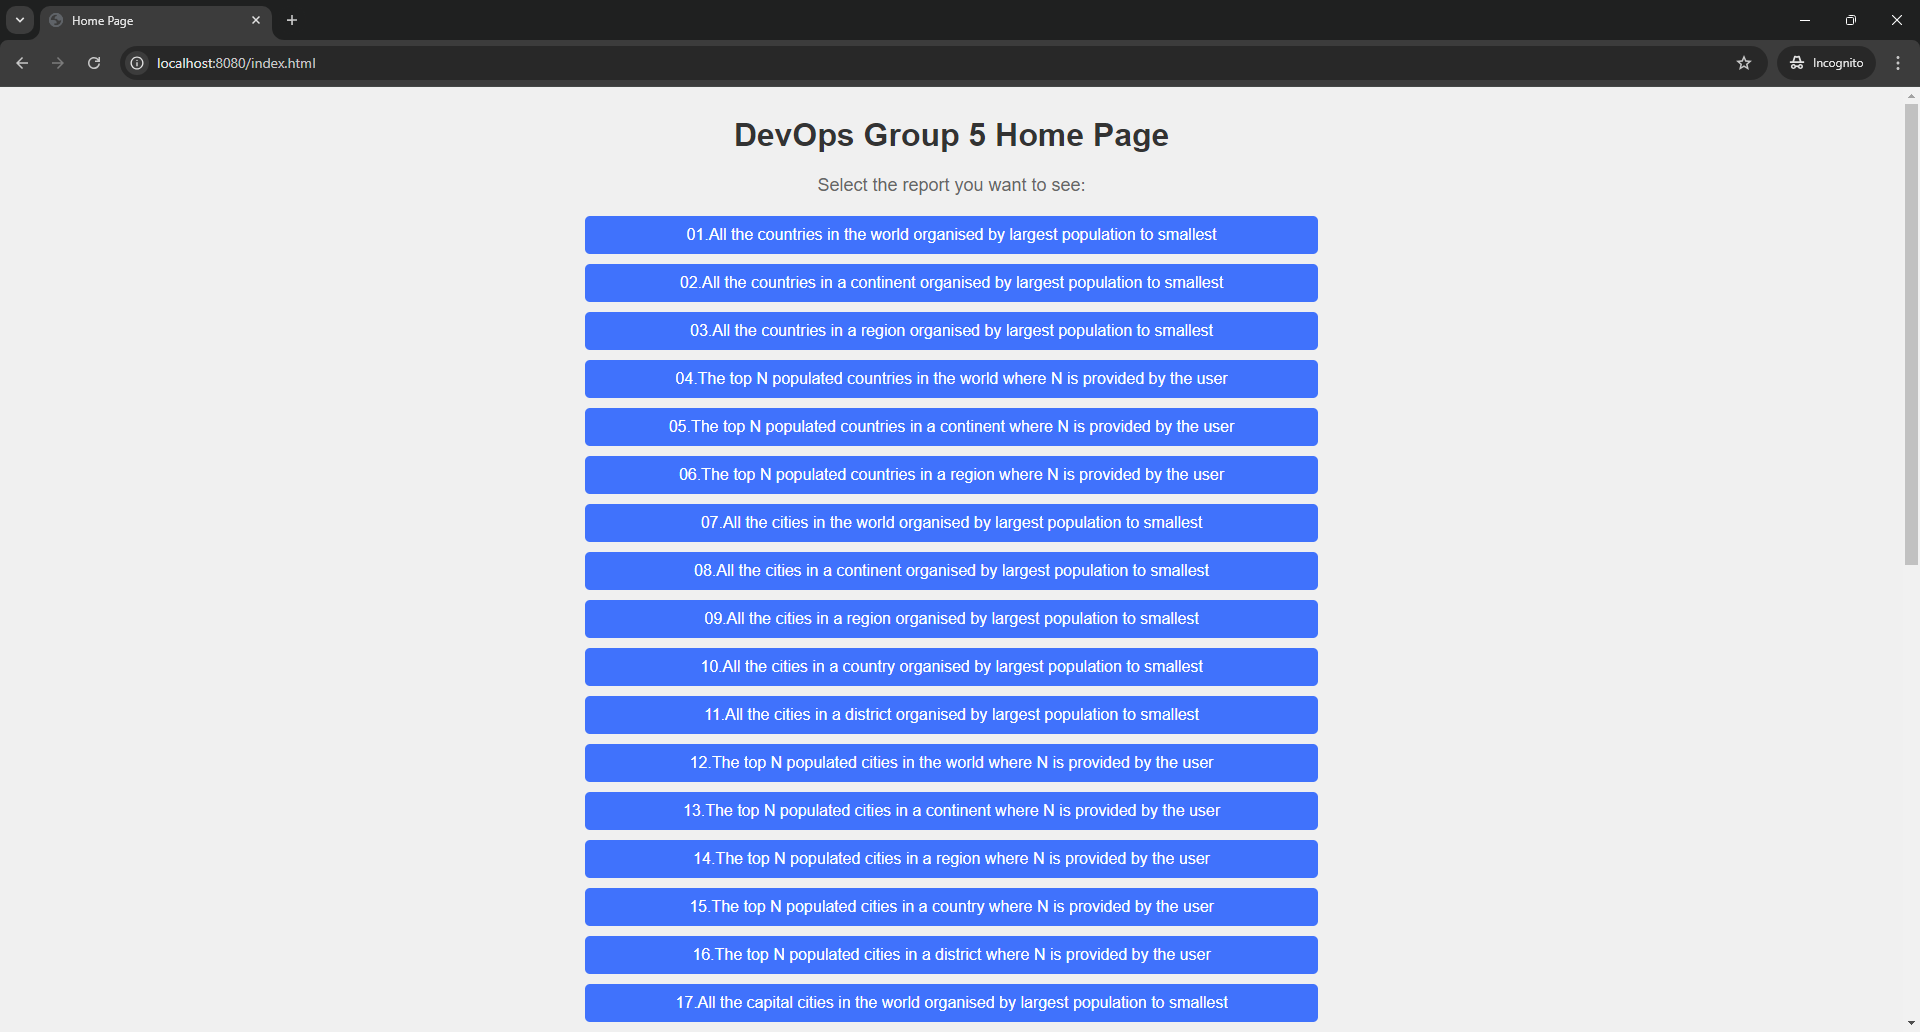 Home Page
localhost:8080/index.html
Incognito
DevOps Group 5 Home Page
Select the report you want to see:
01.All the countries in the world organised by largest population to smallest
02.All the countries in a continent organised by largest population to smallest
03.All the countries in a region organised by largest population to smallest
04.The top N populated countries in the world where N is provided by the user
05.The top N populated countries in a continent where N is provided by the user
06.The top N populated countries in a region where N is provided by the user
07.All the cities in the world organised by largest population to smallest
08.All the cities in a continent organised by largest population to smallest
09.All the cities in a region organised by largest population to smallest
10.All the cities in a country organised by largest population to smallest
11.All the cities in a district organised by largest population to smallest
12.The top N populated cities in the world where N is provided by the user
13.The top N populated cities in a continent where N is provided by the user
14.The top N populated cities in a region where N is provided by the user
15.The top N populated cities in a country where N is provided by the user
16.The top N populated cities in a district where N is provided by the user
17.All the capital cities in the world organised by largest population to smallest